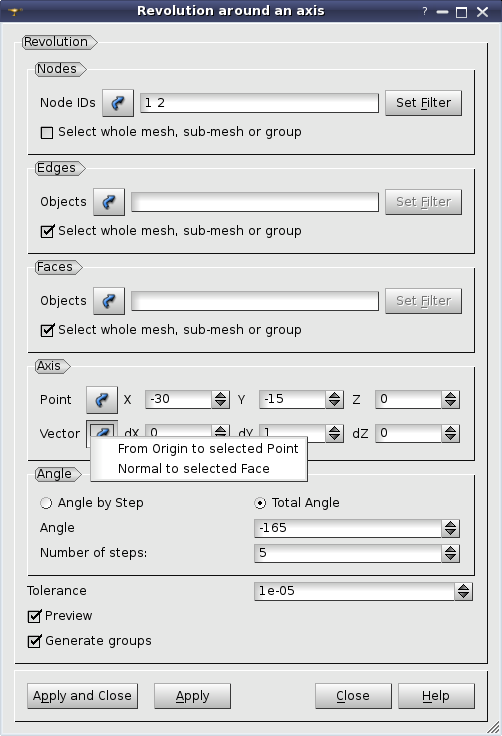 Revolution around an axis ?
Revolution
Nodes
Node IDs 1 2 Set Filter
Select whole mesh, sub-mesh or group
Edges
Objects Set Filter
Select whole mesh, sub-mesh or group
Faces
Objects Set Filter
Select whole mesh, sub-mesh or group
Axis
Point X -30 Y -15 Z 0
Vector dX 0 dY 1 dZ 0
From Origin to selected Point
Normal to selected Face
Angle
Angle by Step Total Angle
Angle -165
Number of steps: 5
Tolerance 1e-05
Preview
Generate groups
Apply and Close Apply Close Help